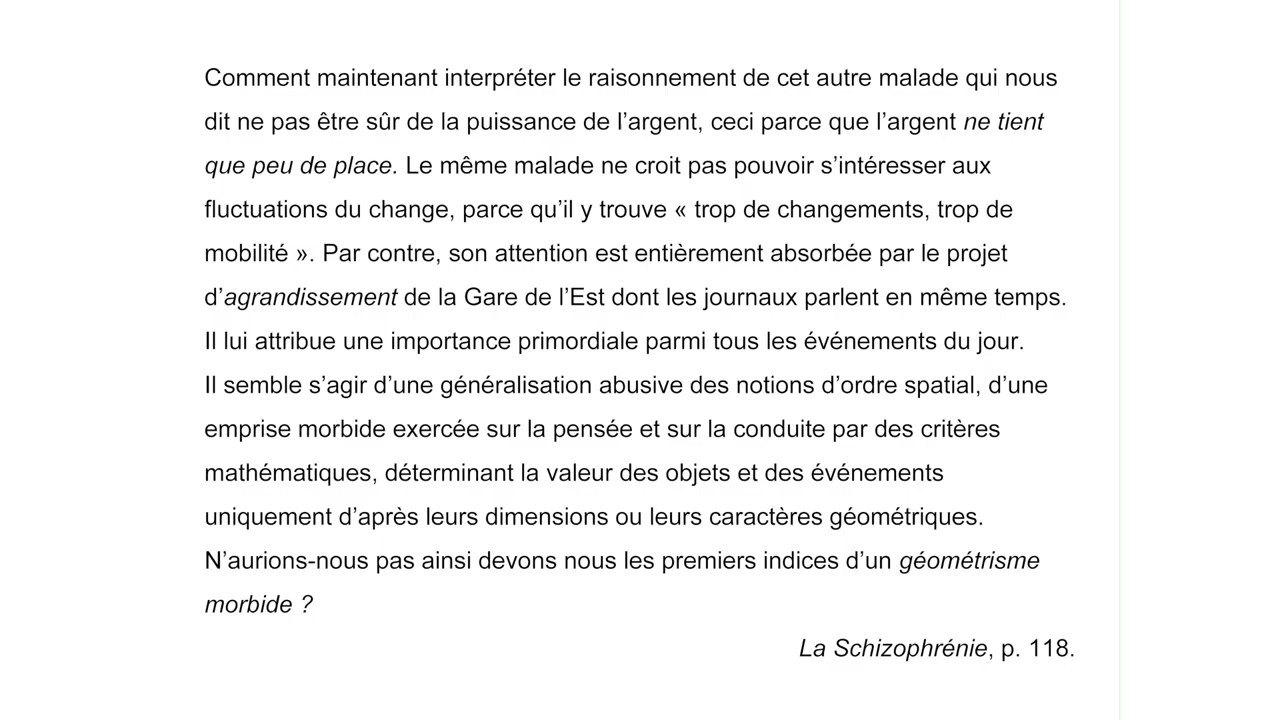 Comment maintenant interpréter le raisonnement de cet autre malade qui nous
dit ne pas être sûr de la puissance de l’argent, ceci parce que l’argent ne tient
que peu de place. Le même malade ne croit pas pouvoir s’intéresser aux
fluctuations du change, parce qu’il y trouve « trop de changements, trop de
mobilité ». Par contre, son attention est entièrement absorbée par le projet
d’agrandissement de la Gare de l’Est dont les journaux parlent en même temps.
Il lui attribue une importance primordiale parmi tous les événements du jour.
Il semble s’agir d’une généralisation abusive des notions d’ordre spatial, d’une
emprise morbide exercée sur la pensée et sur la conduite par des critères
mathématiques, déterminant la valeur des objets et des événements
uniquement d’après leurs dimensions ou leurs caractères géométriques.
N’aurions-nous pas ainsi devons nous les premiers indices d’un géométrisme
morbide ?
La Schizophrénie, p. 118.